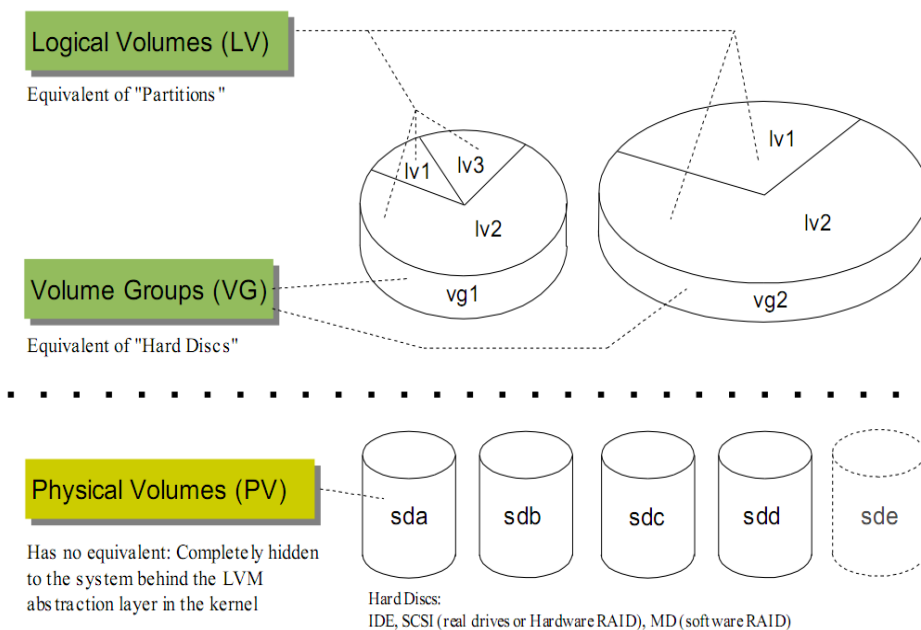 Logical Volumes (LV)
Equivalent of "Partitions"
lv1
lv3
lv2
vg1
lv1
lv2
vg2
Volume Groups (VG)
Equivalent of "Hard Discs"
Physical Volumes (PV)
Has no equivalent: Completely hidden
to the system behind the LVM
abstraction layer in the kernel
sda
sdb
sdc
sdd
sde
Hard Discs:
IDE, SCSI (real drives or Hardware RAID), MD (software RAID)